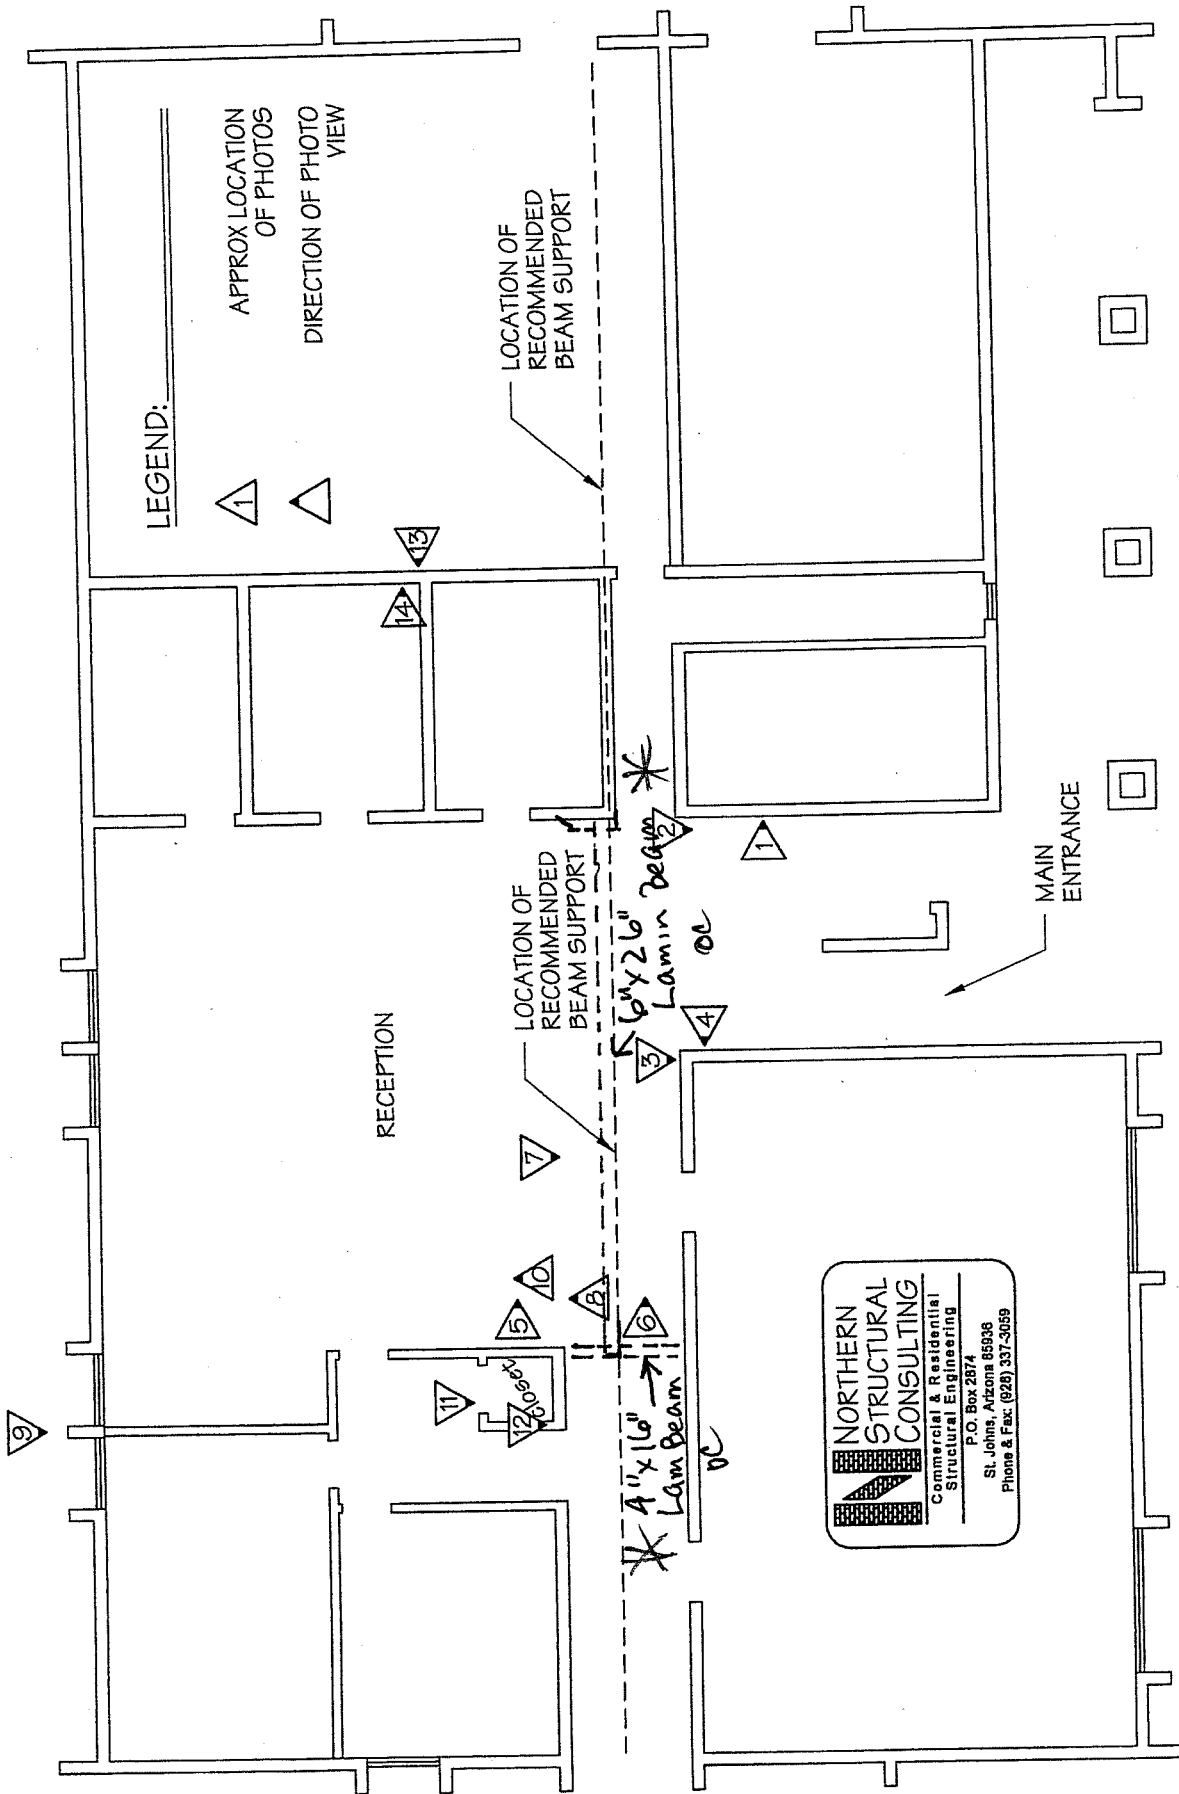 LEGEND:
1
APPROX LOCATION
OF PHOTOS
DIRECTION OF PHOTO
VIEW
LOCATION OF
RECOMMENDED
BEAM SUPPORT
13
14
9
RECEPTION
LOCATION OF
RECOMMENDED
BEAM SUPPORT
7
10
5
8
6
11
12
Closet
* 6"x26"
Lamin beam
OC
2
1
3
4
* 4"x16"
Lam Beam
OC
MAIN
ENTRANCE
NORTHERN
STRUCTURAL
CONSULTING
Commercial & Residential
Structural Engineering
P.O. Box 2874
St. Johns, Arizona 85936
Phone & Fax: (928) 337-3059